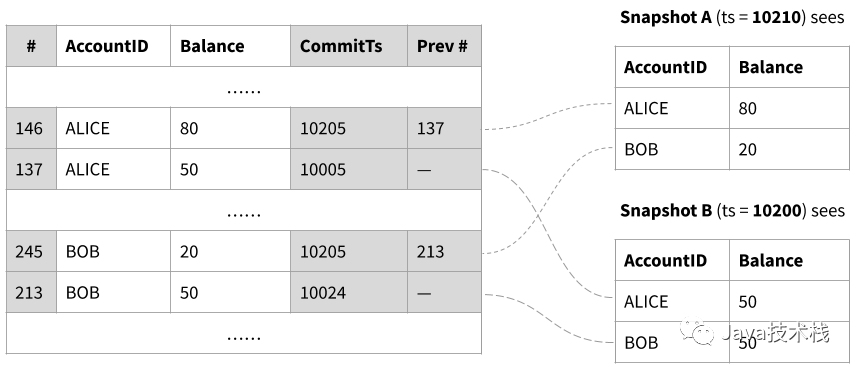 # AccountID Balance CommitTs Prev #
......
146 ALICE 80 10205 137
137 ALICE 50 10005 —
......
245 BOB 20 10205 213
213 BOB 50 10024 —
......
Snapshot A (ts = 10210) sees
AccountID Balance
ALICE 80
BOB 20
Snapshot B (ts = 10200) sees
AccountID Balance
ALICE 50
BOB 50
Java技术栈